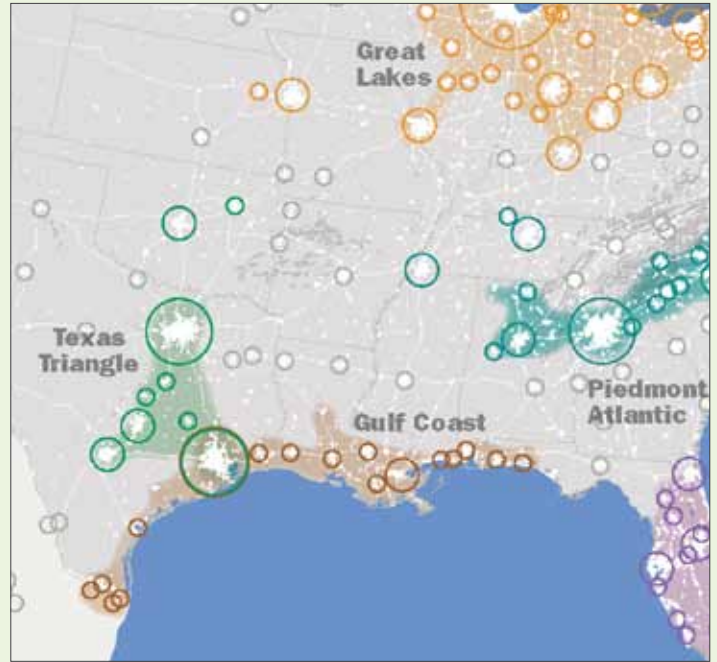 Great
Lakes
Texas
Triangle
Gulf Coast
Piedmont
Atlantic